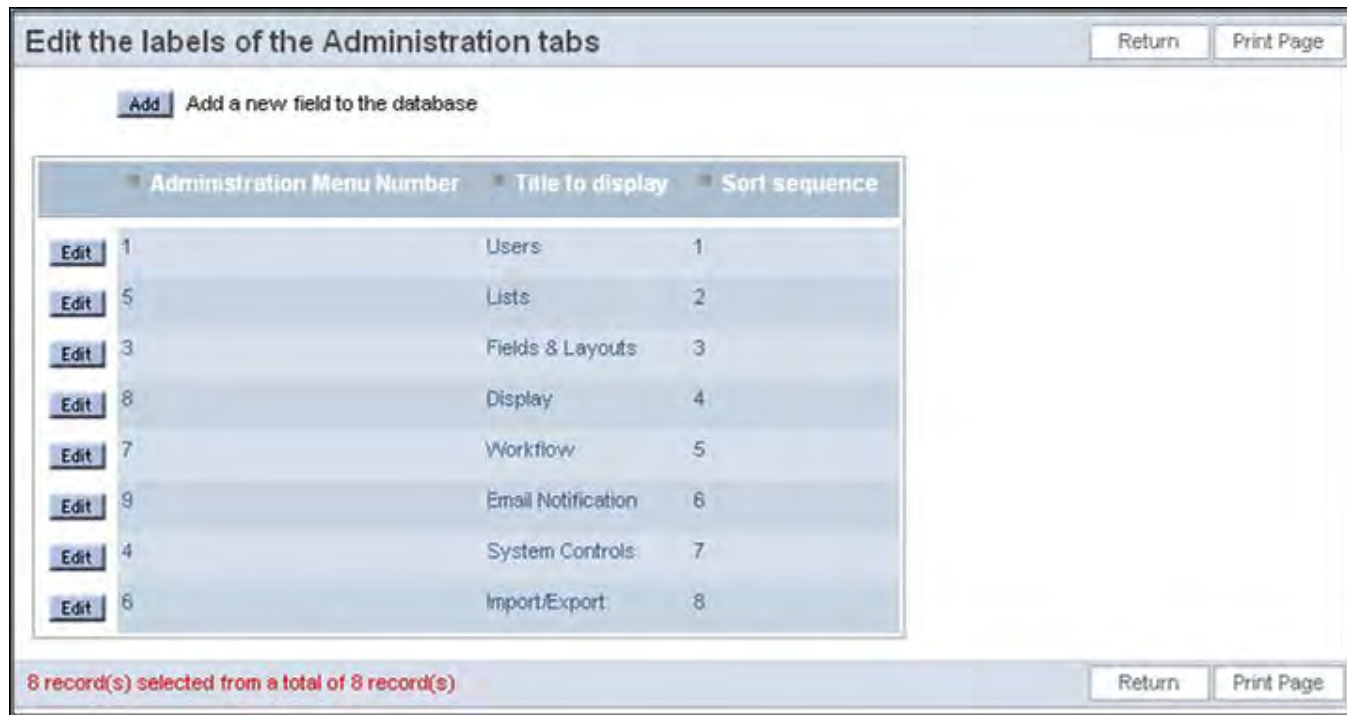 Edit the labels of the Administration tabs Return Print Page
Add Add a new field to the database
Administration Menu Number Title to display Sort sequence
Edit 1 Users 1
Edit 5 Lists 2
Edit 3 Fields & Layouts 3
Edit 8 Display 4
Edit 7 Workflow 5
Edit 9 Email Notification 6
Edit 4 System Controls 7
Edit 6 Import/Export 8
8 record(s) selected from a total of 8 record(s) Return Print Page